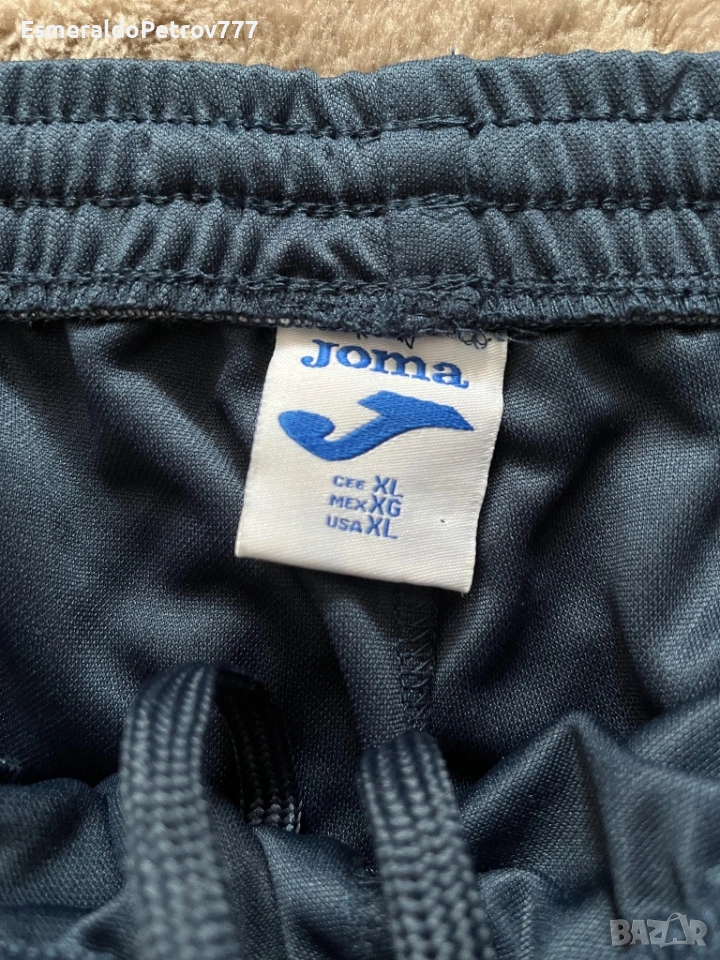 EsmeraldoPetrov777
Joma
CEE XL
MEX XG
USA XL
BAZAR